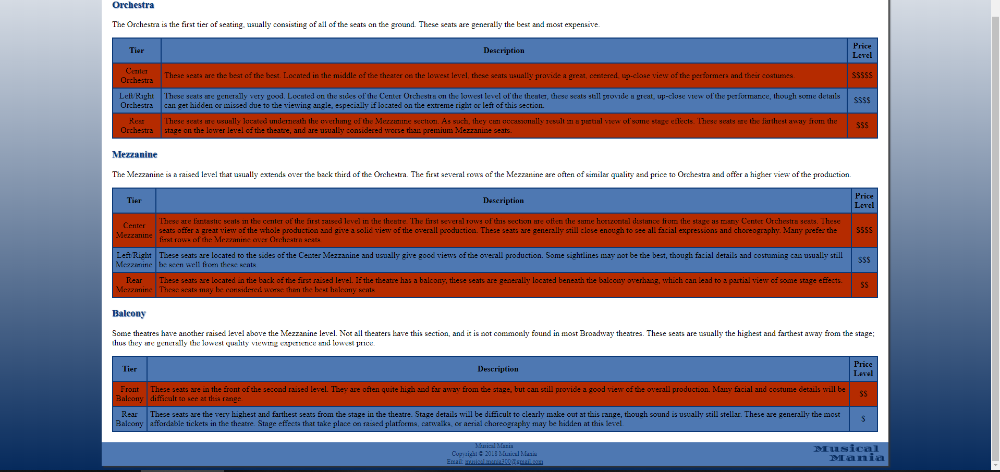 Orchestra
The Orchestra is the first tier of seating, usually consisting of all of the seats on the ground. These seats are generally the best and most expensive.
Tier
Description
Price
Level
Center
Orchestra
These seats are the best of the best. Located in the middle of the theater on the lowest level, these seats usually provide a great, centered, up-close view of the performers and their costumes.
$$$$$
Left/Right
Orchestra
These seats are generally very good. Located on the sides of the Center Orchestra on the lowest level of the theater, these seats still provide a great, up-close view of the performance, though some details
can get hidden or missed due to the viewing angle, especially if located on the extreme right or left of this section.
$$$$
Rear
Orchestra
These seats are usually located underneath the overhang of the Mezzanine section. As such, they can occasionally result in a partial view of some stage effects. These seats are the farthest away from the
stage on the lower level of the theatre, and are usually considered worse than premium Mezzanine seats.
$$$
Mezzanine
The Mezzanine is a raised level that usually extends over the back third of the Orchestra. The first several rows of the Mezzanine are often of similar quality and price to Orchestra and offer a higher view of the production.
Tier
Description
Price
Level
Center
Mezzanine
These are fantastic seats in the center of the first raised level in the theatre. The first several rows of this section are often the same horizontal distance from the stage as many Center Orchestra seats. These
seats offer a great view of the whole production and give a solid view of the overall production. These seats are generally still close enough to see all facial expressions and choreography. Many prefer the
first rows of the Mezzanine over Orchestra seats.
$$$$
Left/Right
Mezzanine
These seats are located to the sides of the Center Mezzanine and usually give good views of the overall production. Some sightlines may not be the best, though facial details and costuming can usually still
be seen well from these seats.
$$$
Rear
Mezzanine
These seats are located in the back of the first raised level. If the theatre has a balcony, these seats are generally located beneath the balcony overhang, which can lead to a partial view of some stage effects.
These seats may be considered worse than the best balcony seats.
$$
Balcony
Some theatres have another raised level above the Mezzanine level. Not all theaters have this section, and it is not commonly found in most Broadway theatres. These seats are usually the highest and farthest away from the stage;
thus they are generally the lowest quality viewing experience and lowest price.
Tier
Description
Price
Level
Front
Balcony
These seats are in the front of the second raised level. They are often quite high and far away from the stage, but can still provide a good view of the overall production. Many facial and costume details will be
difficult to see at this range.
$$
Rear
Balcony
These seats are the very highest and farthest seats from the stage in the theatre. Stage details will be difficult to clearly make out at this range, though sound is usually still stellar. These are generally the most
affordable tickets in the theatre. Stage effects that take place on raised platforms, catwalks, or aerial choreography may be hidden at this level.
$
Musical Mania
Copyright © 2018 Musical Mania
Email: musical.mania300@gmail.com
Musical
Mania